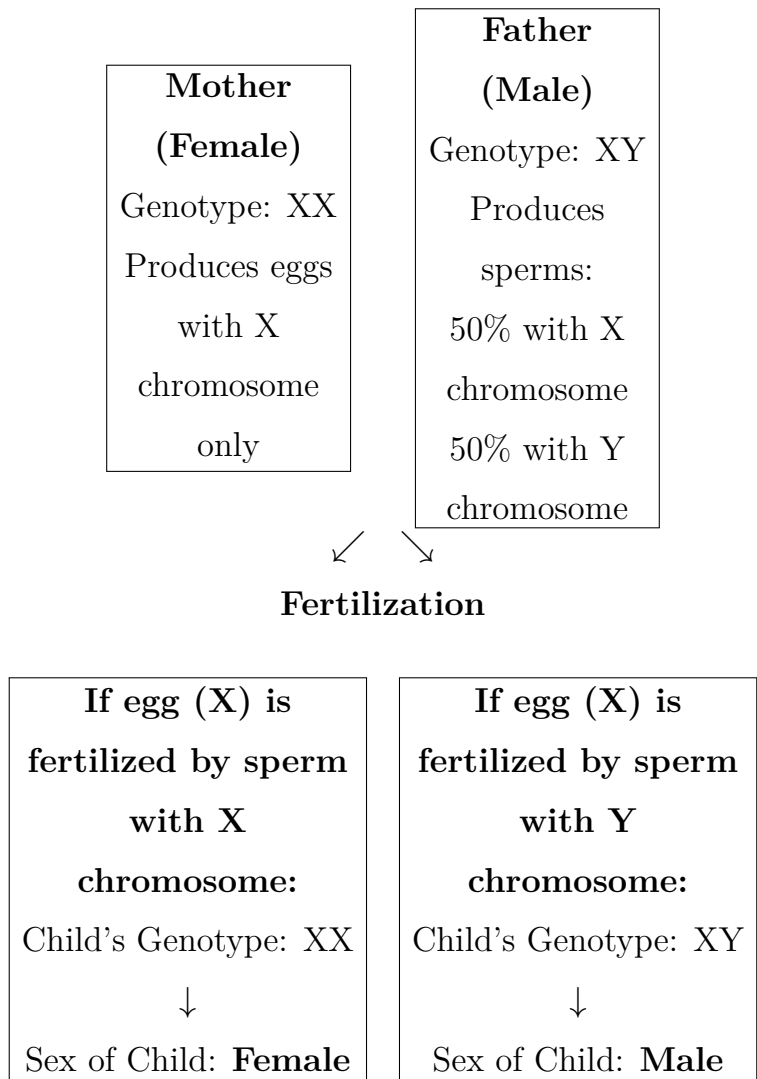 Mother
(Female)
Genotype: XX
Produces eggs
with X
chromosome
only
Father
(Male)
Genotype: XY
Produces
sperms:
50% with X
chromosome
50% with Y
chromosome
↙ ↘
Fertilization
If egg (X) is
fertilized by sperm
with X
chromosome:
Child's Genotype: XX
↓
Sex of Child: Female
If egg (X) is
fertilized by sperm
with Y
chromosome:
Child's Genotype: XY
↓
Sex of Child: Male